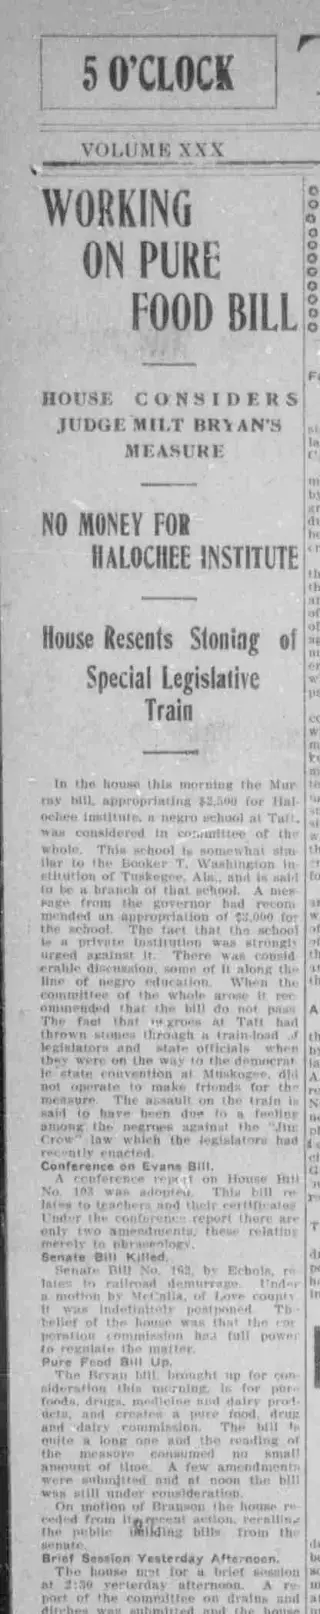 5 O'CLOCK
VOLUME XXX
WORKING
ON PURE
FOOD BILL
HOUSE CONSIDERS
JUDGE MILT BRYAN'S
MEASURE
NO MONEY FOR
HALOCHEE INSTITUTE
House Resents Stoning of
Special Legislative
Train
In the house this morning the Mur
ray bill, appropriating $2,500 for Hal-
ochee institute, a negro school at Taft,
was considered in committee of the
whole. This school is somewhat sim
ilar to the Booker T. Washington in-
stitution of Tuskegee, Ala., and is said
to be a branch of that school. A mes-
sage from the governor had recom
mended an appropriation of $3,000 for
the school. The fact that the school
is a private institution was strongly
urged against it. There was consid
erable discussion, some of it along the
line of negro education. When the
committee of the whole arose it rec
ommended that the bill do not pass
The fact that negroes at Taft had
thrown stones through a train-load of
legislators and state officials when
they were on the way to the democrat
ic state convention at Muskogee, did
not operate to make friends for the
measure. The assault on the train is
said to have been due to a feeling
among the negroes against the "Jim
Crow" law which the legislators had
recently enacted.
Conference on Evans Bill.
A conference report on House Bill
No. 103 was adopted. This bill re-
lates to teachers and their certificates
Under the conference report there are
only two amendments, these relating
merely to phraseology.
Senate Bill Killed.
Senate Bill No. 162, by Echols, re-
lates to railroad demurrage. Under
a motion by McCalla, of Love county
it was indefinitely postponed. Th
belief of the house was that the cor
poration commission had full power
to regulate the matter.
Pure Food Bill Up.
The Bryan bill, brought up for con-
sideration this morning, is for pure
foods, drugs, medicine and dairy prod-
ucts, and creates a pure food, drug
and dairy commission. The bill is
quite a long one and the reading of
the measure consumed no small
amount of time. A few amendments
were submitted and at noon the bill
was still under consideration.
On motion of Branson the house re-
ceded from its recent action, recalling
the public building bills from the
senate.
Brief Session Yesterday Afternoon.
The house met for a brief session
at 2:30 yerterday afternoon. A re-
port of the committee on drains and
ditches was submitted and the house